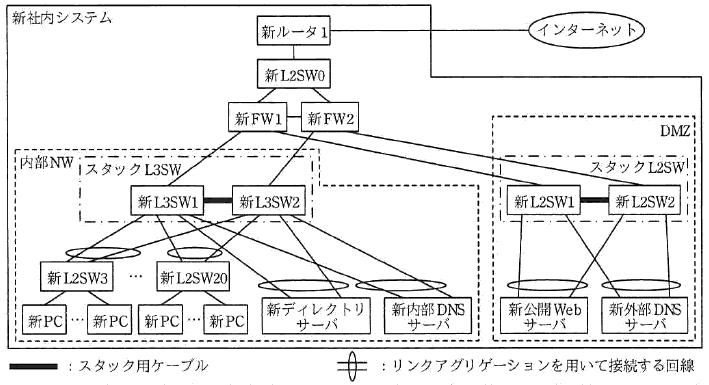 新社内システム
新ルータ1
インターネット
新L2SW0
新FW1
新FW2
DMZ
内部NW
スタックL3SW
スタックL2SW
新L3SW1
新L3SW2
新L2SW1
新L2SW2
新L2SW3
…
新L2SW20
新PC
…
新PC
新PC
…
新PC
新ディレクトリ
サーバ
新内部DNS
サーバ
新公開Web
サーバ
新外部DNS
サーバ
：スタック用ケーブル
：リンクアグリゲーションを用いて接続する回線